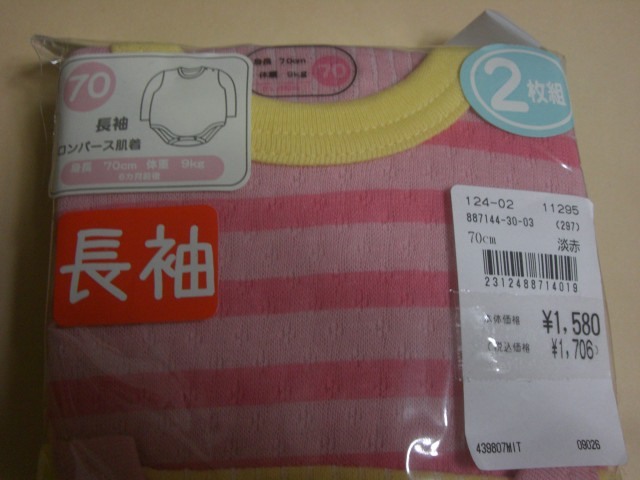 70
長袖
ロンパース肌着
身長 70cm 体重 9kg
長袖
身長 70cm
体重 9kg
70
2枚組
124-02 11295
887144-30-03 (297)
70cm 淡赤
2312488714019
本体価格 ¥1,580
税込価格 ¥1,706
439807MIT 09026